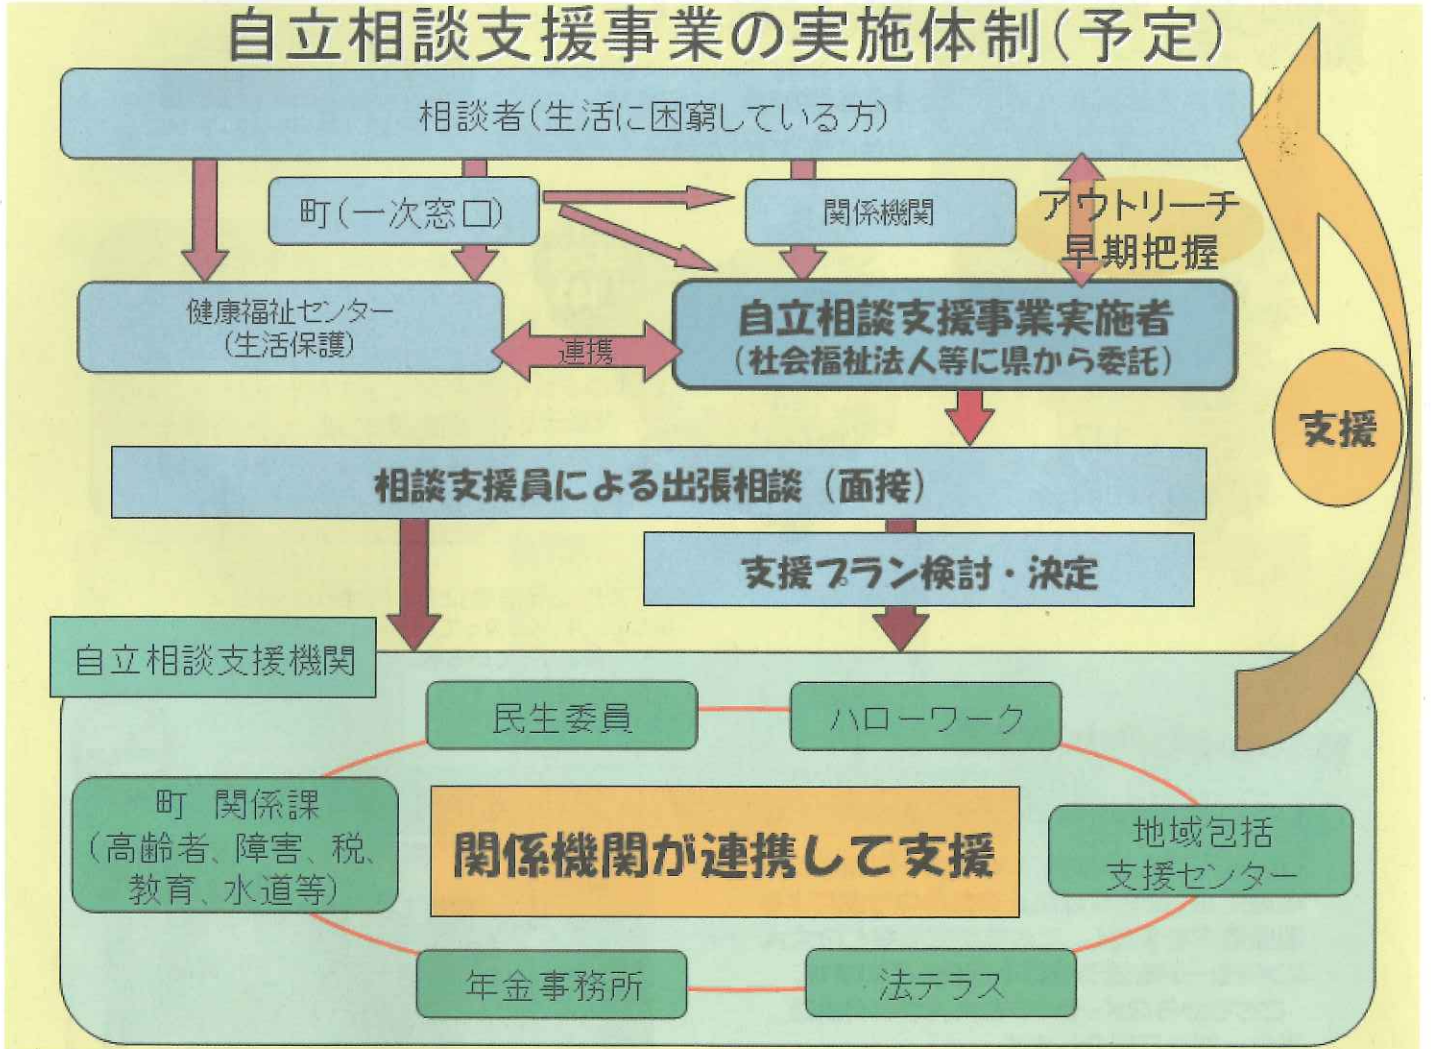 自立相談支援事業の実施体制(予定)
相談者(生活に困窮している方)
町(一次窓口)
関係機関
アウトリーチ
早期把握
健康福祉センター
(生活保護)
連携
自立相談支援事業実施者
(社会福祉法人等に県から委託)
支援
相談支援員による出張相談(面接)
支援プラン検討・決定
自立相談支援機関
民生委員
ハローワーク
町 関係課
(高齢者、障害、税、
教育、水道等)
関係機関が連携して支援
地域包括
支援センター
年金事務所
法テラス